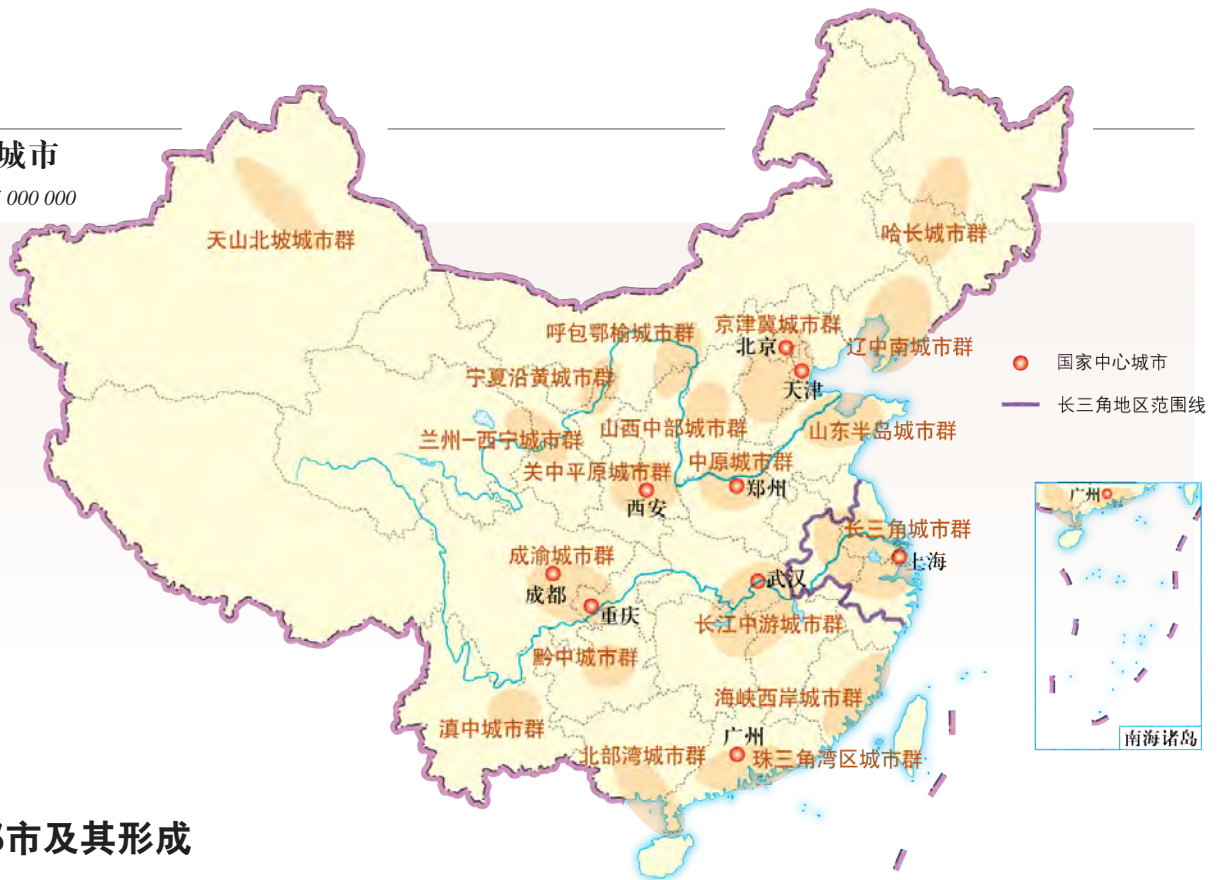 城市
000 000
天山北坡城市群
哈长城市群
呼包鄂榆城市群
京津冀城市群
北京
辽中南城市群
国家中心城市
宁夏沿黄城市群
天津
长三角地区范围线
兰州-西宁城市群
山西中部城市群
山东半岛城市群
关中平原城市群
中原城市群
西安
郑州
广州
长三角城市群
上海
成渝城市群
成都
武汉
重庆
长江中游城市群
黔中城市群
海峡西岸城市群
滇中城市群
广州
北部湾城市群
珠三角湾区城市群
南海诸岛
市及其形成